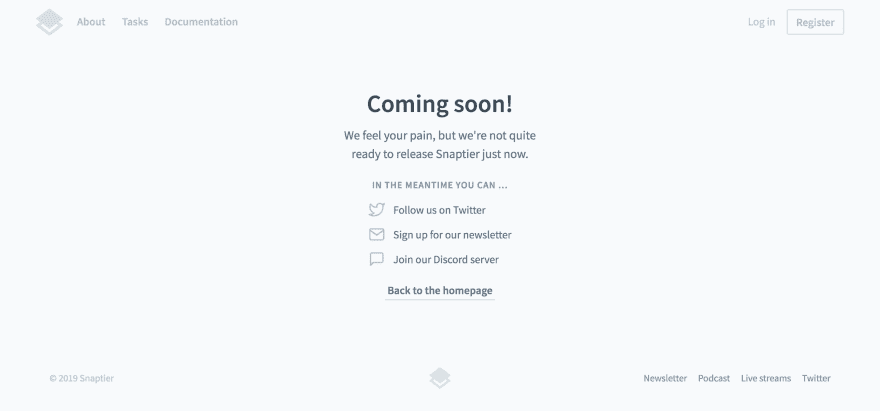 About Tasks Documentation Log in Register
Coming soon!
We feel your pain, but we're not quite
ready to release Snaptier just now.
IN THE MEANTIME YOU CAN ...
Follow us on Twitter
Sign up for our newsletter
Join our Discord server
Back to the homepage
© 2019 Snaptier Newsletter Podcast Live streams Twitter